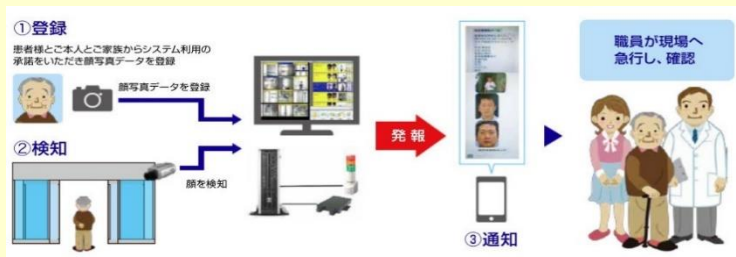 ①登録
患者様とご本人とご家族からシステム利用の
承諾をいただき顔写真データを登録
顔写真データを登録
②検知
顔を検知
発報
③通知
職員が現場へ
急行し、確認